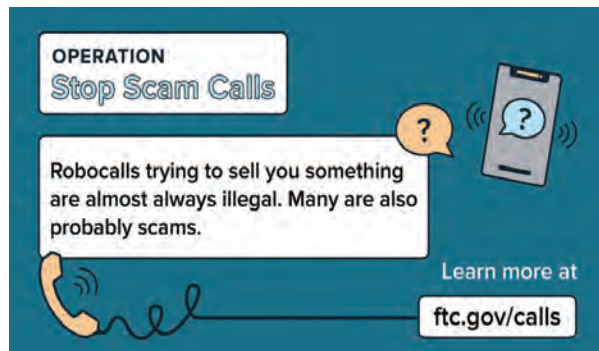 OPERATION
Stop Scam Calls
?
?
Robocalls trying to sell you something
are almost always illegal. Many are also
probably scams.
Learn more at
ftc.gov/calls